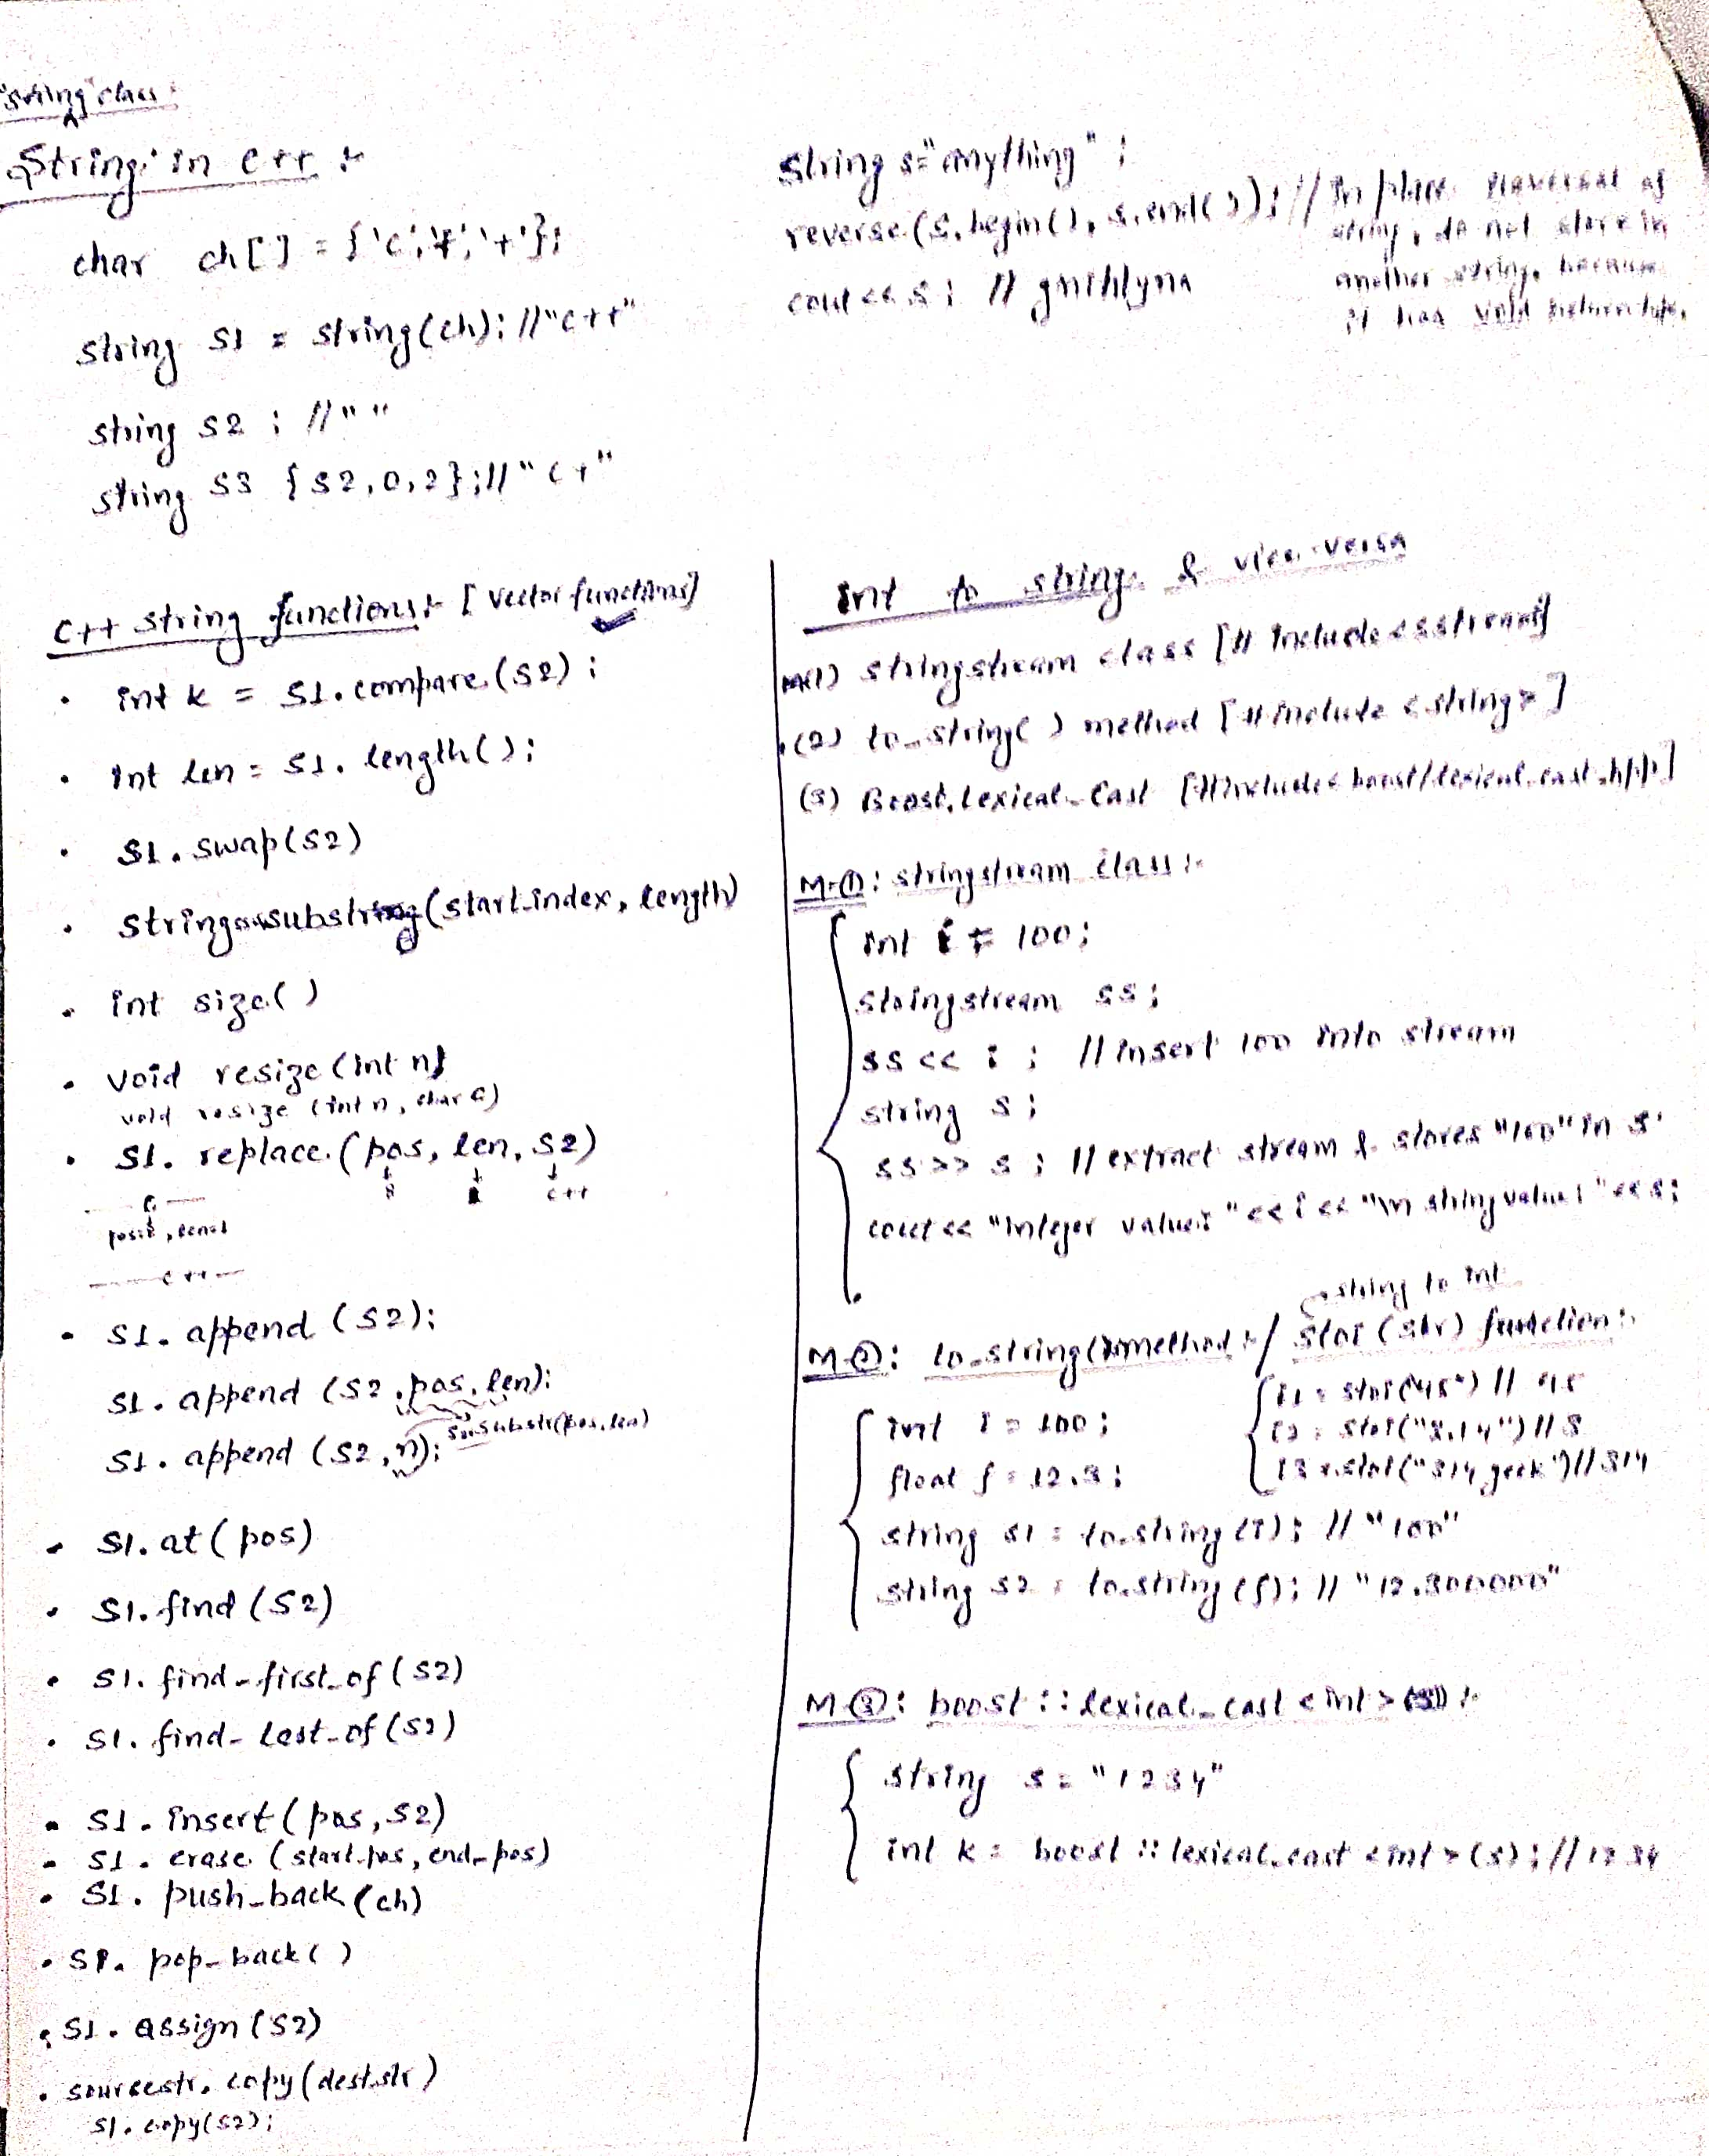 "string" class :
String in C++ :-
char ch[] = {'c','+','+'};
string s1 = string(ch); //"c++"
string s2 ; //" "
string s3 {s2,0,2}; //"c+"
string s="anything" ;
reverse(s.begin(), s.end()); // In place reversal of
string, do not store in
another string, because
it has void return type.
C++ string functions :- [vector functions]
• int k = s1.compare(s2) ;
• int len = s1.length();
• s1.swap(s2)
• string substring(start_index, length)
• int size()
• void resize(int n)
void resize (int n, char c)
• s1.replace(pos, len, s2)
c++
C
----- c++ ---
• s1.append (s2);
s1.append (s2,pos,len);
s2.substr(pos,len)
s1.append (s2,n);
• s1.at(pos)
• s1.find(s2)
• s1.find_first_of(s2)
• s1.find_last_of(s2)
• s1.insert(pos,s2)
• s1.erase(start_pos, end_pos)
• s1.push_back(ch)
• s1.pop_back()
• s1.assign(s2)
• sourcestr.copy(deststr)
s1.copy(s2);
int to string & vice-versa
(1) stringstream class [# include <sstream>]
(2) to_string() method [#include <string>]
(3) Boost.Lexical_Cast [#include<boost/lexical_cast.hpp>]
M-①: stringstream class :-
int i = 100;
stringstream ss ;
ss << i ; // insert 100 into stream
string s ;
ss >> s ; // extract stream & stores "100" in s
cout << "Integer value: "<< i << "\n string value: "<< s;
string to int
M-②: to_string() method :- / stoi (str) function :-
int i = 100 ;
float f = 12.3 ;
string s1 = to_string(i); // "100"
string s2 = to_string(f); // "12.300000"
i1 = stoi("45") // 45
i2 = stoi("3.14") // 3
i3 = stoi("314 geek") // 314
M-③: boost::lexical_cast<int>(s) :-
string s = "1234"
int k = boost::lexical_cast<int>(s); // 1234